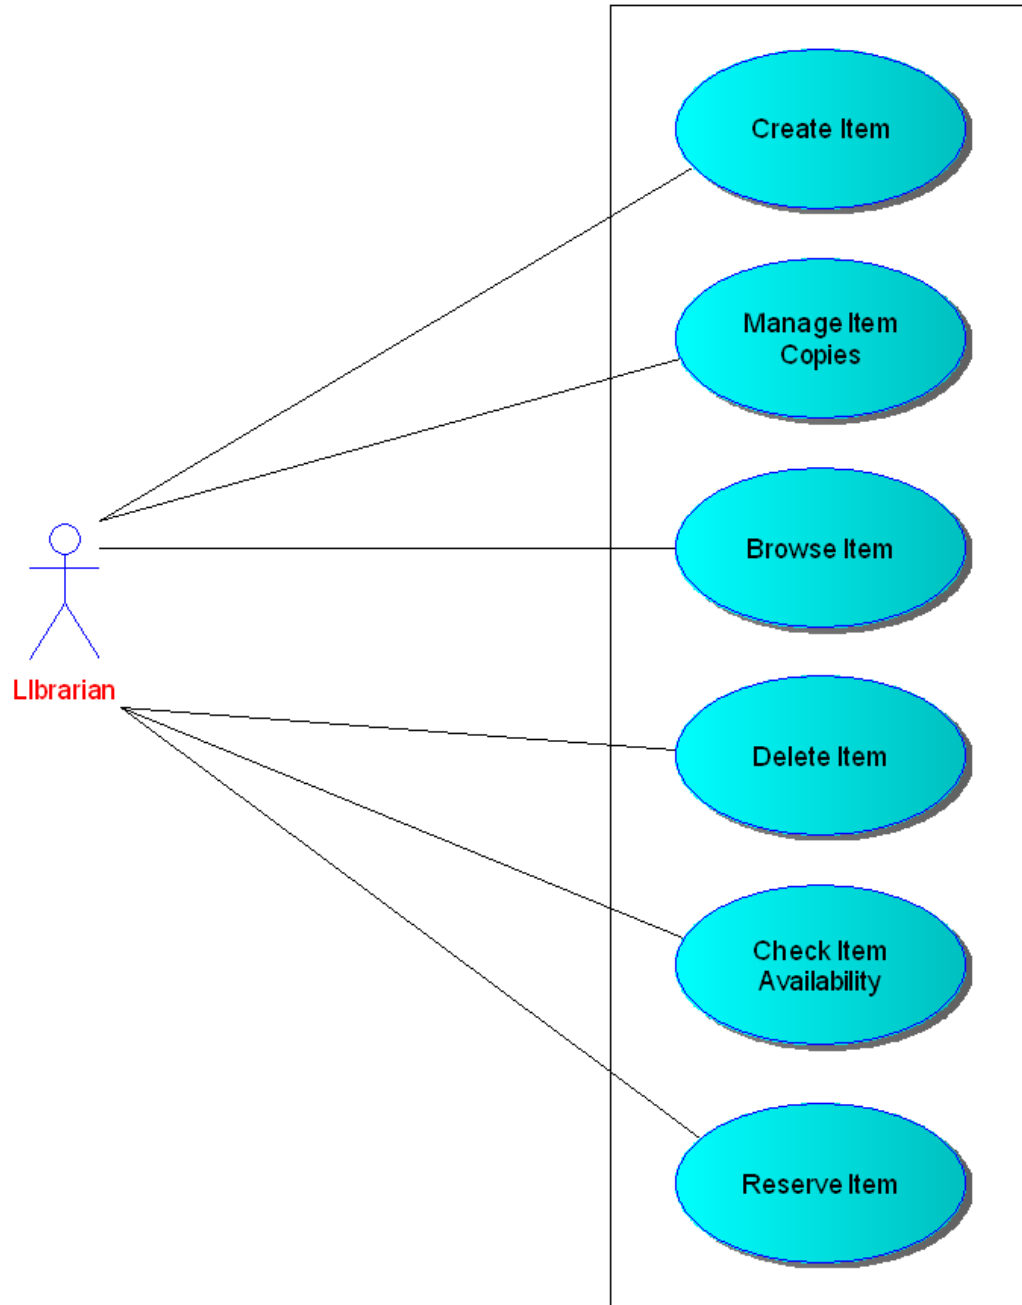 Create Item
Manage Item
Copies
Browse Item
LIbrarian
Delete Item
Check Item
Availability
Reserve Item